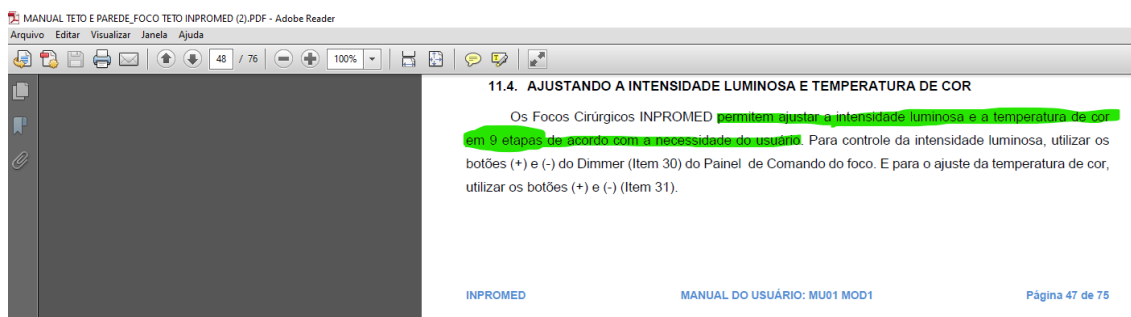 MANUAL TETO E PAREDE_FOCO TETO INPROMED (2).PDF - Adobe Reader
Arquivo Editar Visualizar Janela Ajuda
48 / 76 100%
11.4. AJUSTANDO A INTENSIDADE LUMINOSA E TEMPERATURA DE COR
Os Focos Cirúrgicos INPROMED permitem ajustar a intensidade luminosa e a temperatura de cor
em 9 etapas de acordo com a necessidade do usuário. Para controle da intensidade luminosa, utilizar os
botões (+) e (-) do Dimmer (Item 30) do Painel de Comando do foco. E para o ajuste da temperatura de cor,
utilizar os botões (+) e (-) (Item 31).
INPROMED MANUAL DO USUÁRIO: MU01 MOD1 Página 47 de 75